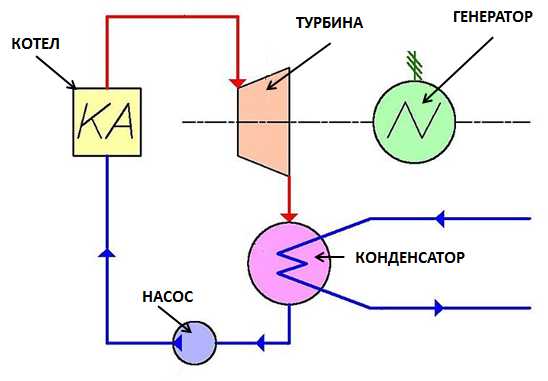 ТУРБИНА
ГЕНЕРАТОР
КОТЕЛ
КА
КОНДЕНСАТОР
НАСОС